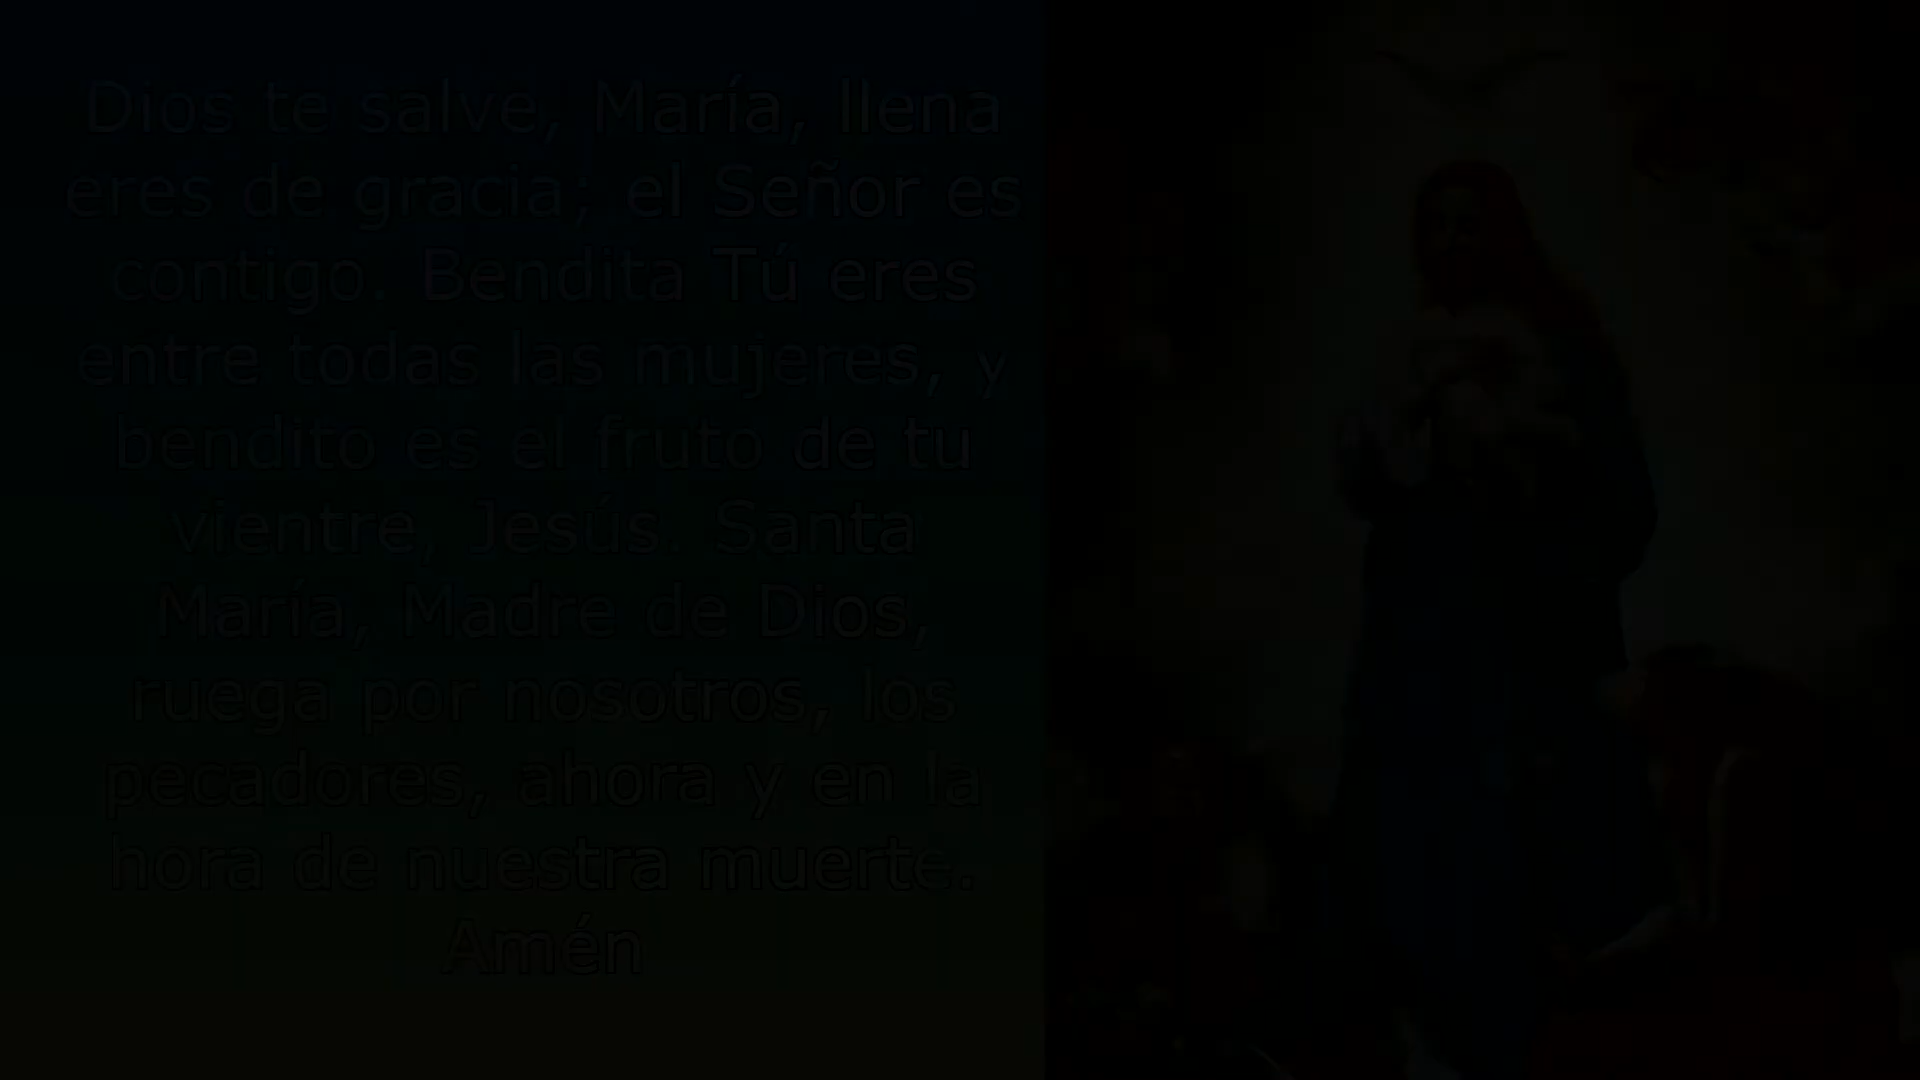 Dios te salve, María, llena
eres de gracia; el Señor es
contigo. Bendita Tú eres
entre todas las mujeres, y
bendito es el fruto de tu
vientre, Jesús. Santa
María, Madre de Dios,
ruega por nosotros, los
pecadores, ahora y en la
hora de nuestra muerte.
Amén